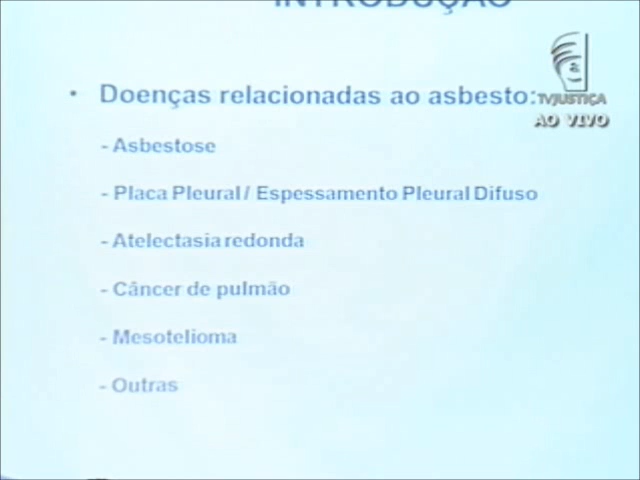 INTRODUÇÃO
• Doenças relacionadas ao asbesto:
- Asbestose
- Placa Pleural / Espessamento Pleural Difuso
- Atelectasia redonda
- Câncer de pulmão
- Mesotelioma
- Outras
TVJUSTIÇA
AO VIVO